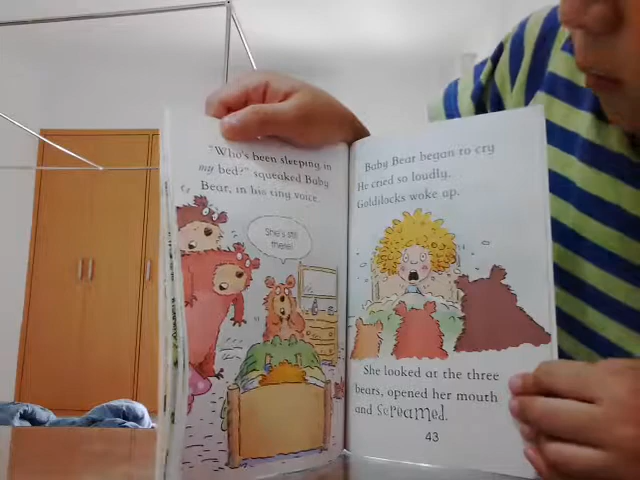 "Who's been sleeping in
my bed?" squeaked Baby
Bear, in his tiny voice.
She's still
there!
Baby Bear began to cry
He cried so loudly,
Goldilocks woke up.
She looked at the three
bears, opened her mouth
and screamed.
43